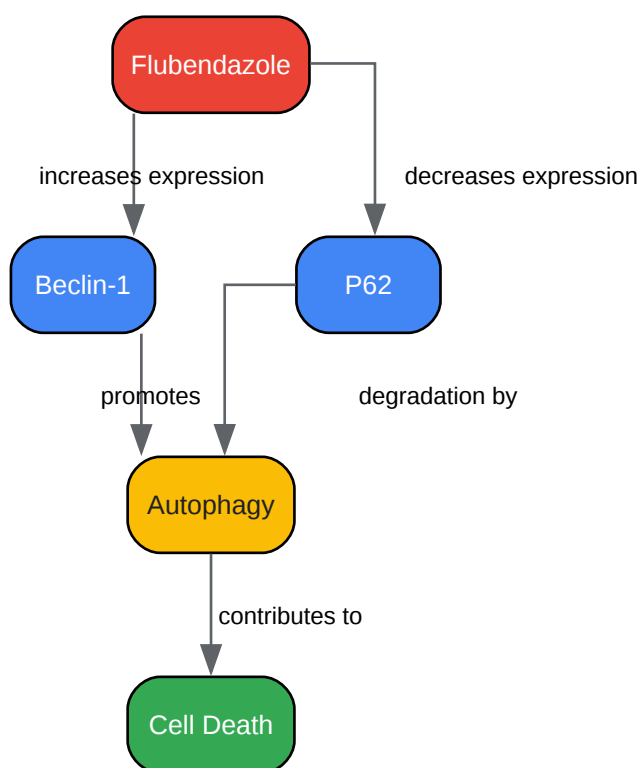 Flubendazole
increases expression
decreases expression
Beclin-1
P62
promotes
degradation by
Autophagy
contributes to
Cell Death